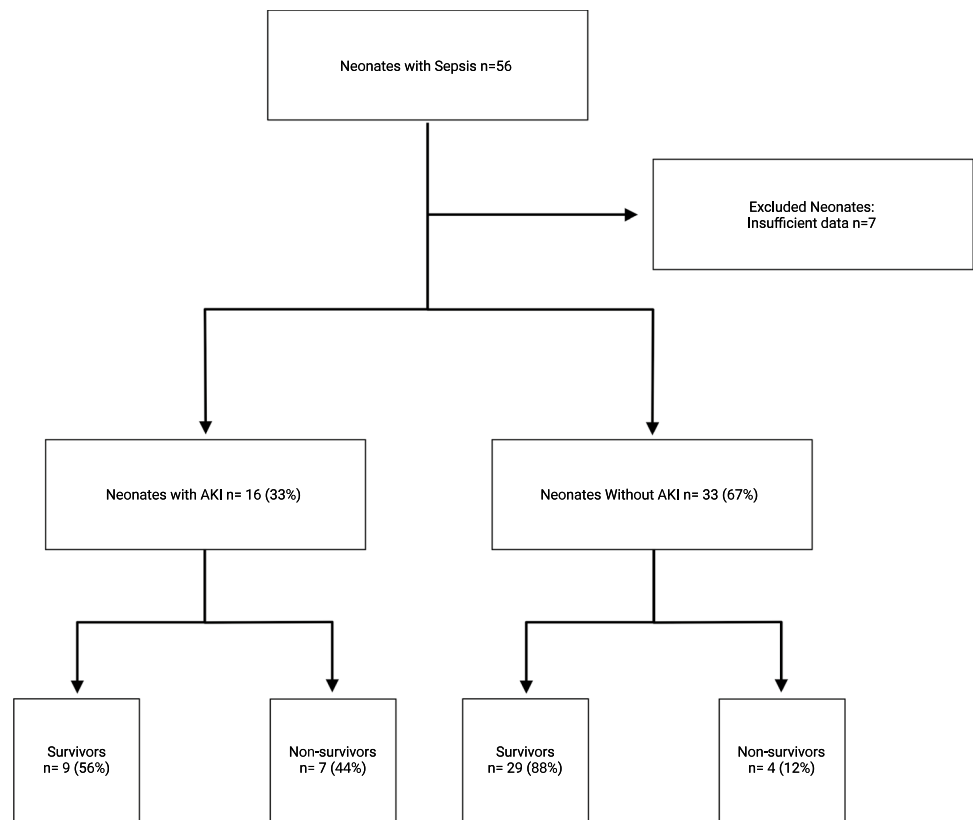 Neonates with Sepsis n=56
Excluded Neonates:
Insufficient data n=7
Neonates with AKI n= 16 (33%)
Neonates Without AKI n= 33 (67%)
Survivors
n= 9 (56%)
Non-survivors
n= 7 (44%)
Survivors
n= 29 (88%)
Non-survivors
n= 4 (12%)